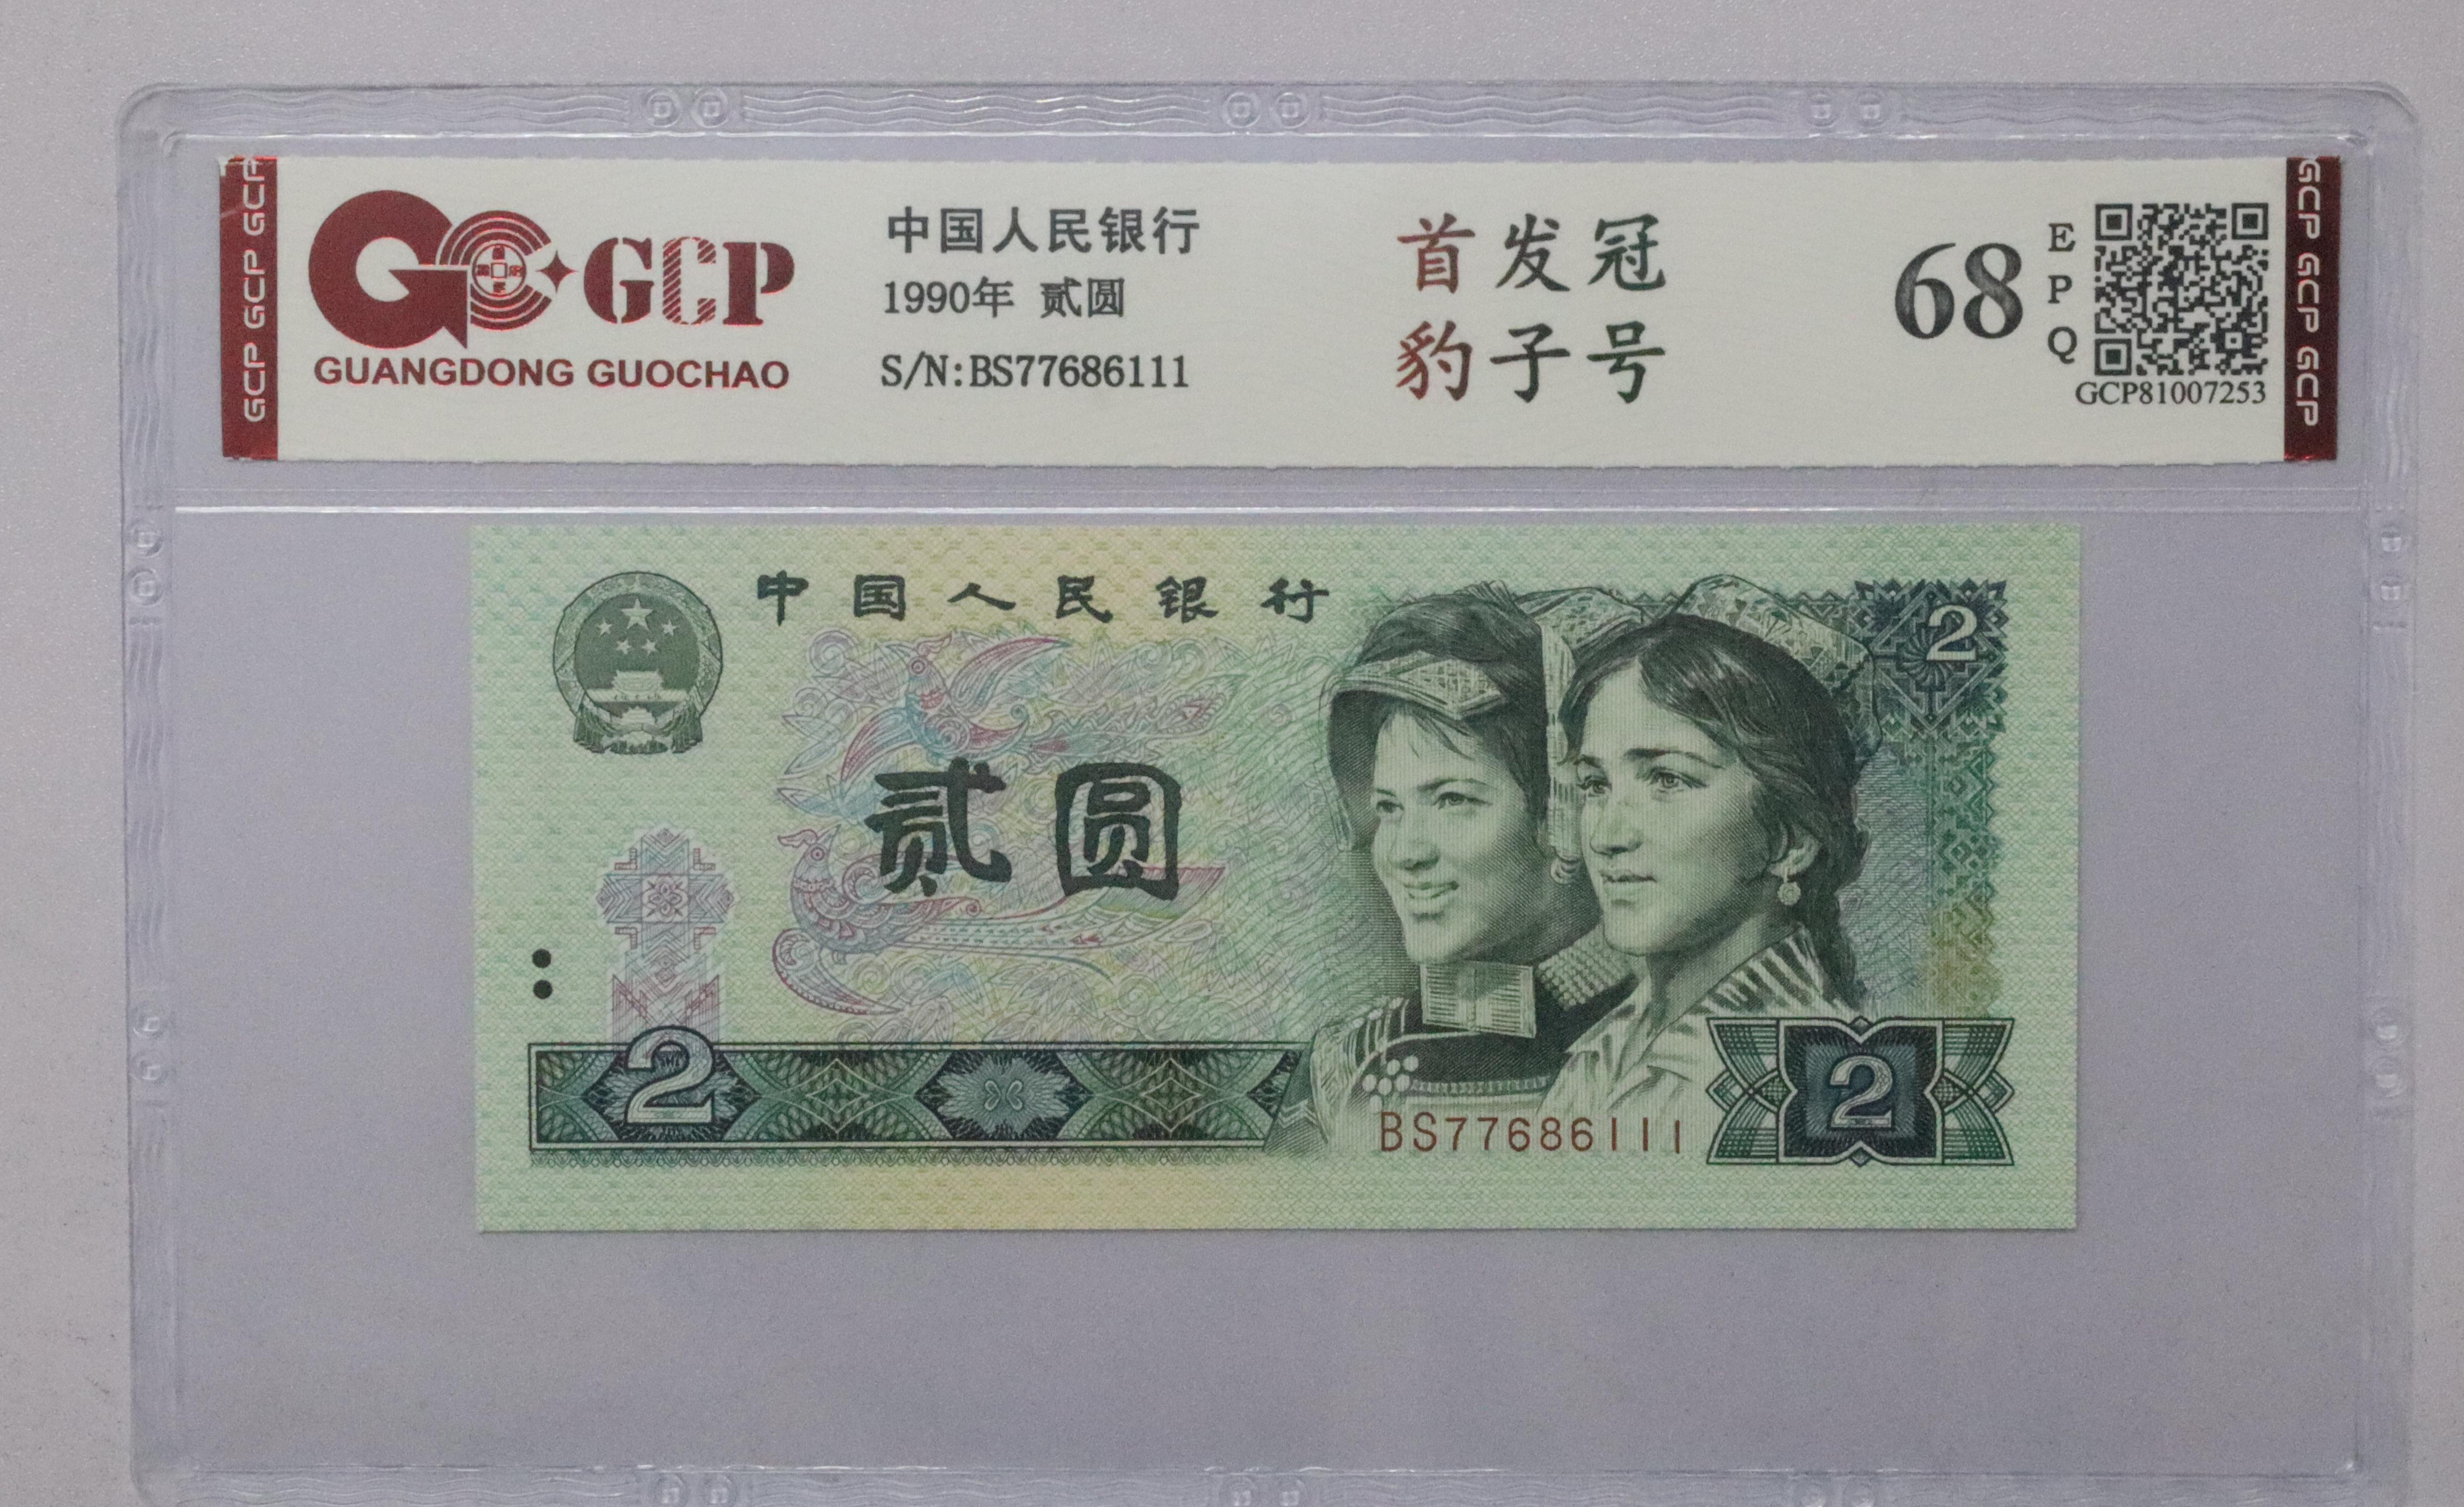 GCP GCP GCP
GCP
GUANGDONG GUOCHAO
中国人民银行
1990年 贰圆
S/N:BS77686111
首发冠
豹子号
68
EPQ
GCP81007253
GCP GCP GCP
中国人民银行
2
贰圆
2
BS77686111
2